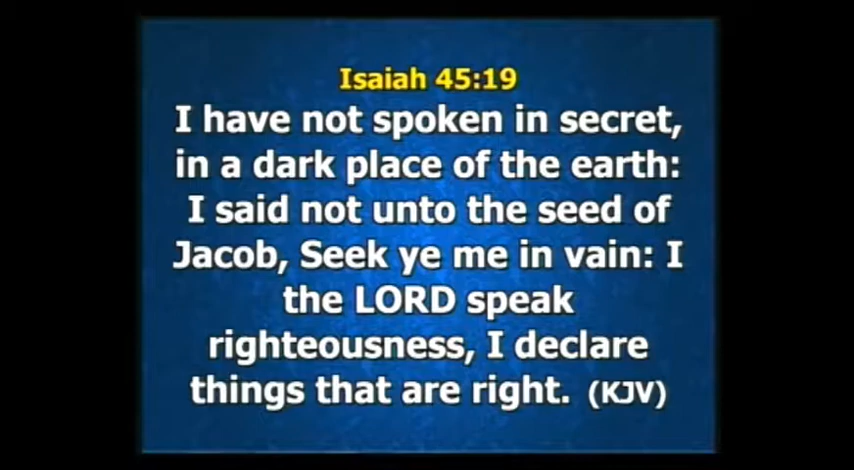 Isaiah 45:19
I have not spoken in secret,
in a dark place of the earth:
I said not unto the seed of
Jacob, Seek ye me in vain: I
the LORD speak
righteousness, I declare
things that are right. (KJV)